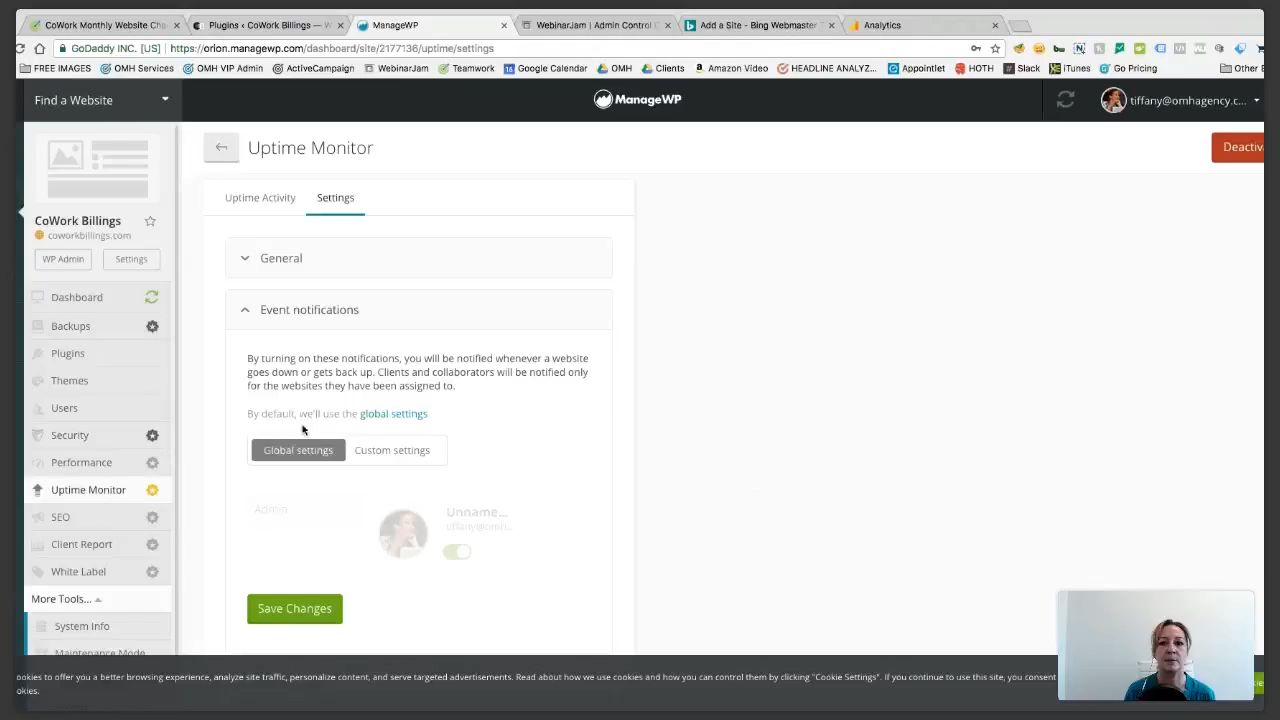 CoWork Monthly Website Cha
Plugins ‹ CoWork Billings — W
ManageWP
WebinarJam | Admin Control C
Add a Site - Bing Webmaster
Analytics
GoDaddy INC. [US]
https://orion.managewp.com/dashboard/site/2177136/uptime/settings
FREE IMAGES
OMH Services
OMH VIP Admin
ActiveCampaign
WebinarJam
Teamwork
Google Calendar
OMH
Clients
Amazon Video
HEADLINE ANALYZ...
Appointlet
HOTH
Slack
iTunes
Go Pricing
Other
Find a Website
ManageWP
tiffany@omhagency.c...
Uptime Monitor
Deactiv
Uptime Activity
Settings
CoWork Billings
coworkbillings.com
WP Admin
Settings
Dashboard
Backups
Plugins
Themes
Users
Security
Performance
Uptime Monitor
SEO
Client Report
White Label
More Tools...
System Info
Maintenance Mode
General
Event notifications
By turning on these notifications, you will be notified whenever a website
goes down or gets back up. Clients and collaborators will be notified only
for the websites they have been assigned to.
By default, we'll use the global settings
Global settings
Custom settings
Admin
Unname...
tiffany@omh...
Save Changes
ookies to offer you a better browsing experience, analyze site traffic, personalize content, and serve targeted advertisements. Read about how we use cookies and how you can control them by clicking "Cookie Settings". If you continue to use this site, you consent
okies.